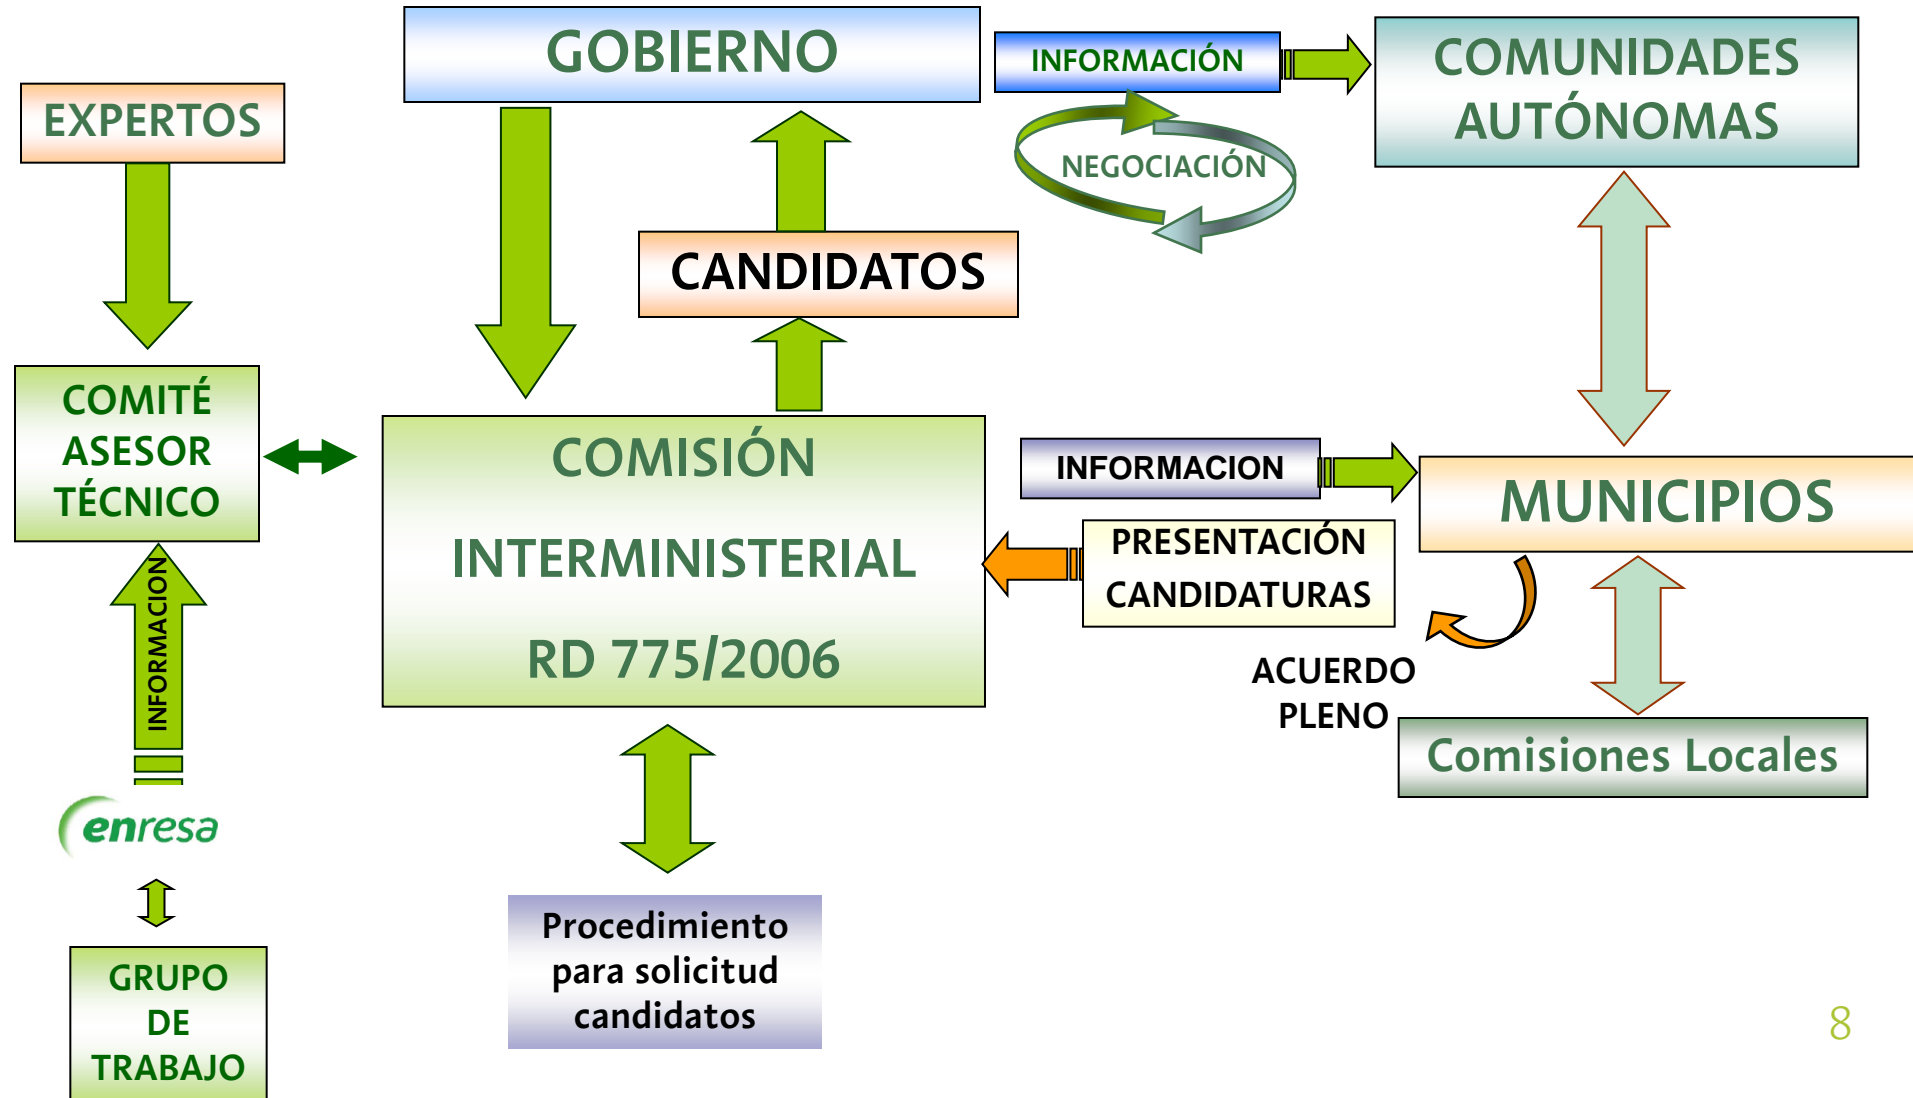 GOBIERNO
INFORMACIÓN
COMUNIDADES
AUTÓNOMAS
EXPERTOS
NEGOCIACIÓN
CANDIDATOS
COMITÉ
ASESOR
TÉCNICO
COMISIÓN
INTERMINISTERIAL
RD 775/2006
INFORMACION
MUNICIPIOS
PRESENTACIÓN
CANDIDATURAS
INFORMACION
ACUERDO
PLENO
Comisiones Locales
enresa
Procedimiento
para solicitud
candidatos
GRUPO
DE
TRABAJO
8